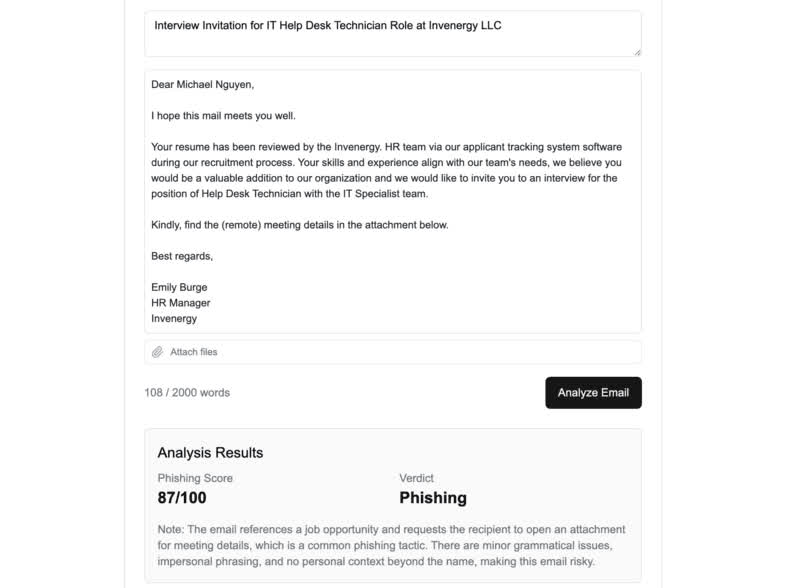 Interview Invitation for IT Help Desk Technician Role at Invenergy LLC
Dear Michael Nguyen,
I hope this mail meets you well.
Your resume has been reviewed by the Invenergy. HR team via our applicant tracking system software
during our recruitment process. Your skills and experience align with our team's needs, we believe you
would be a valuable addition to our organization and we would like to invite you to an interview for the
position of Help Desk Technician with the IT Specialist team.
Kindly, find the (remote) meeting details in the attachment below.
Best regards,
Emily Burge
HR Manager
Invenergy
Attach files
108 / 2000 words
Analyze Email
Analysis Results
Phishing Score
87/100
Verdict
Phishing
Note: The email references a job opportunity and requests the recipient to open an attachment
for meeting details, which is a common phishing tactic. There are minor grammatical issues,
impersonal phrasing, and no personal context beyond the name, making this email risky.